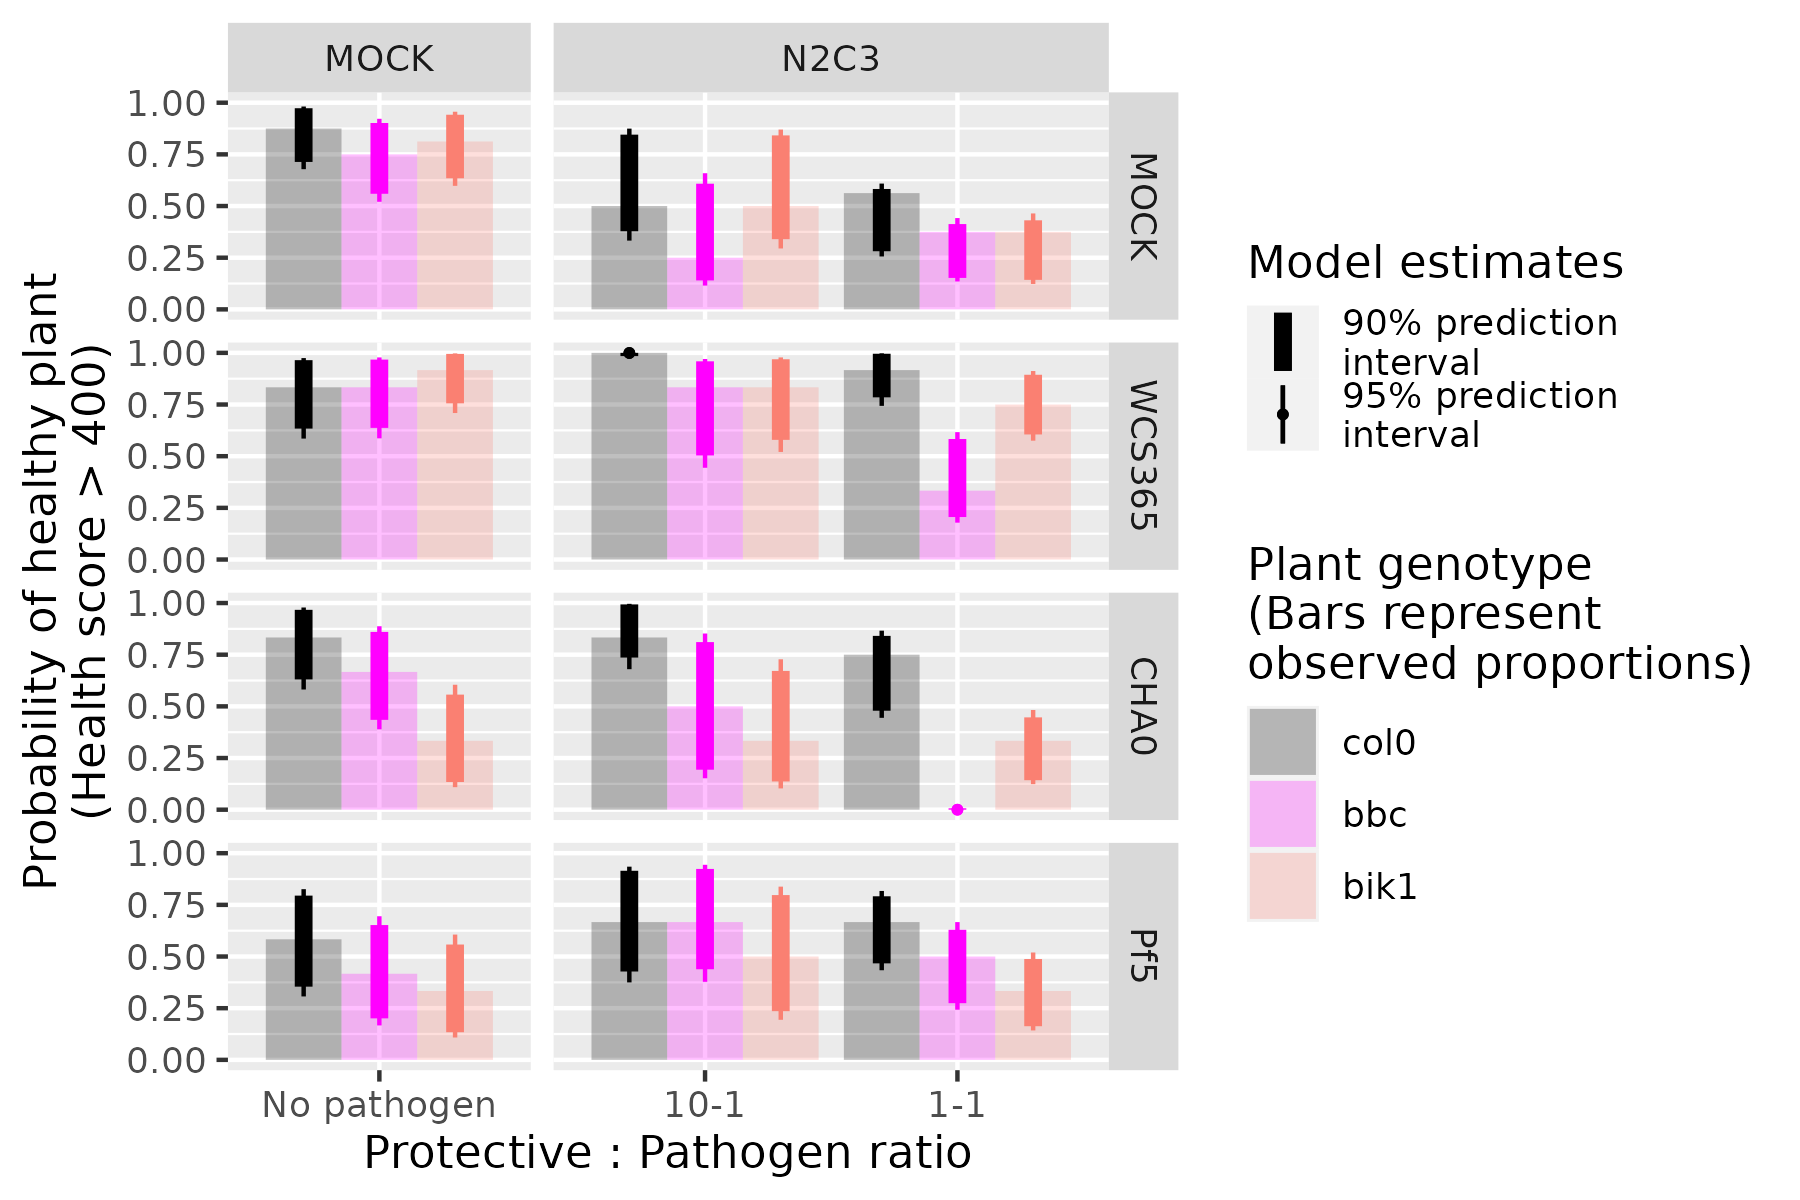 MOCK
N2C3
1.00
0.75
0.50
0.25
0.00
MOCK
1.00
0.75
0.50
0.25
0.00
WCS365
1.00
0.75
0.50
0.25
0.00
CHA0
1.00
0.75
0.50
0.25
0.00
Pf5
Probability of healthy plant
(Health score > 400)
No pathogen
10-1
1-1
Protective : Pathogen ratio
Model estimates
90% prediction
interval
95% prediction
interval
Plant genotype
(Bars represent
observed proportions)
col0
bbc
bik1